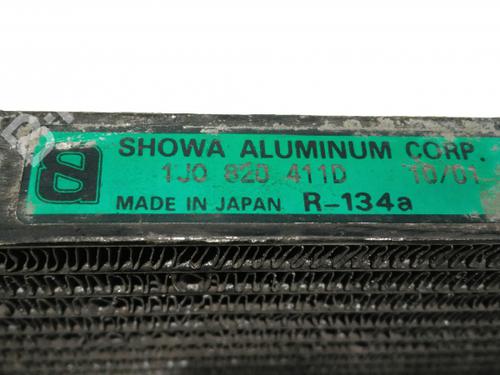 SHOWA ALUMINUM CORP.
1J0 820 411D 10/01
MADE IN JAPAN R-134a